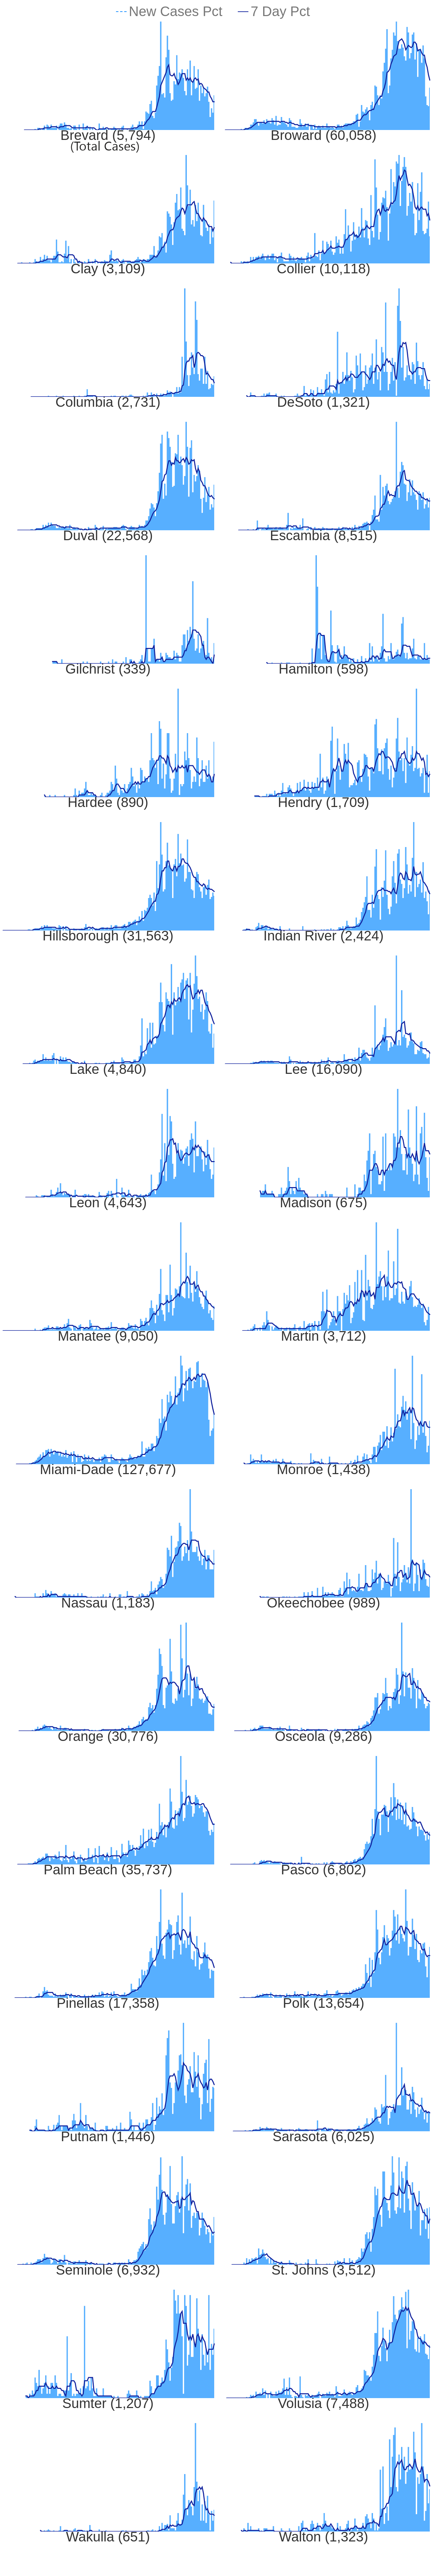 New Cases Pct 7 Day Pct
Brevard (5,794) Broward (60,058)
(Total Cases)
Clay (3,109) Collier (10,118)
Columbia (2,731) DeSoto (1,321)
Duval (22,568) Escambia (8,515)
Gilchrist (339) Hamilton (598)
Hardee (890) Hendry (1,709)
Hillsborough (31,563) Indian River (2,424)
Lake (4,840) Lee (16,090)
Leon (4,643) Madison (675)
Manatee (9,050) Martin (3,712)
Miami-Dade (127,677) Monroe (1,438)
Nassau (1,183) Okeechobee (989)
Orange (30,776) Osceola (9,286)
Palm Beach (35,737) Pasco (6,802)
Pinellas (17,358) Polk (13,654)
Putnam (1,446) Sarasota (6,025)
Seminole (6,932) St. Johns (3,512)
Sumter (1,207) Volusia (7,488)
Wakulla (651) Walton (1,323)